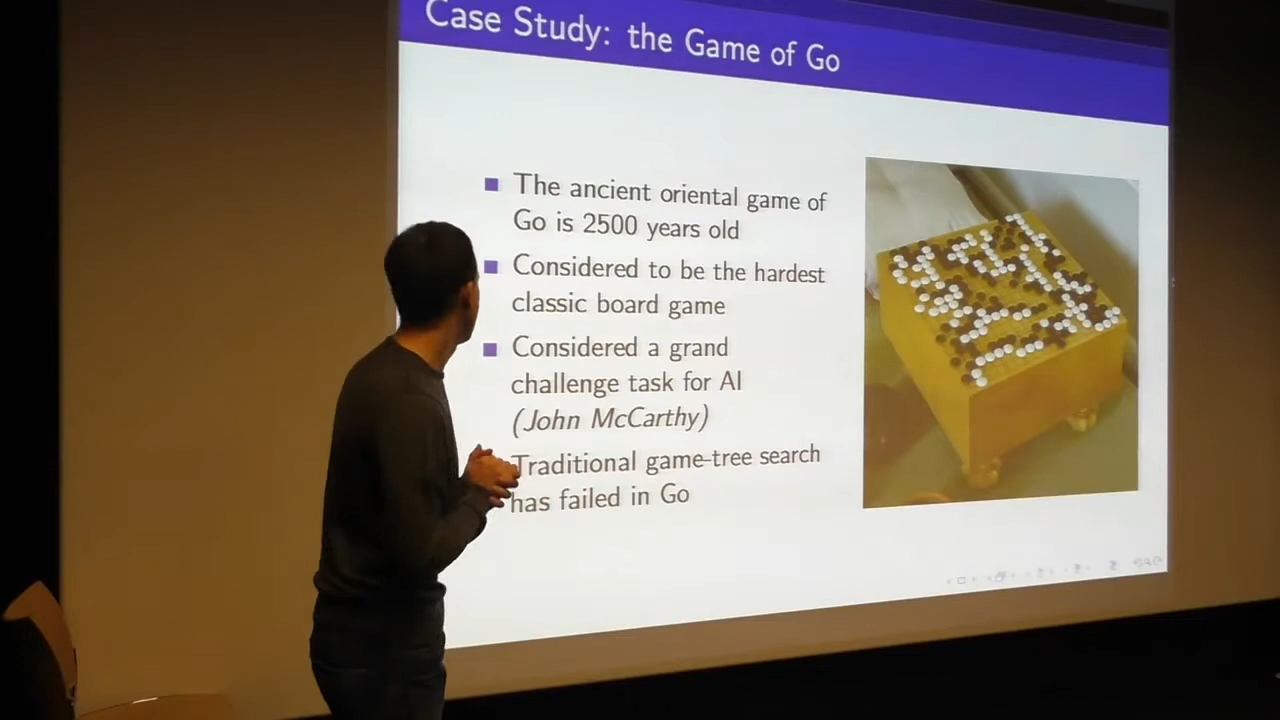 Case Study: the Game of Go
The ancient oriental game of
Go is 2500 years old
Considered to be the hardest
classic board game
Considered a grand
challenge task for AI
(John McCarthy)
Traditional game-tree search
has failed in Go